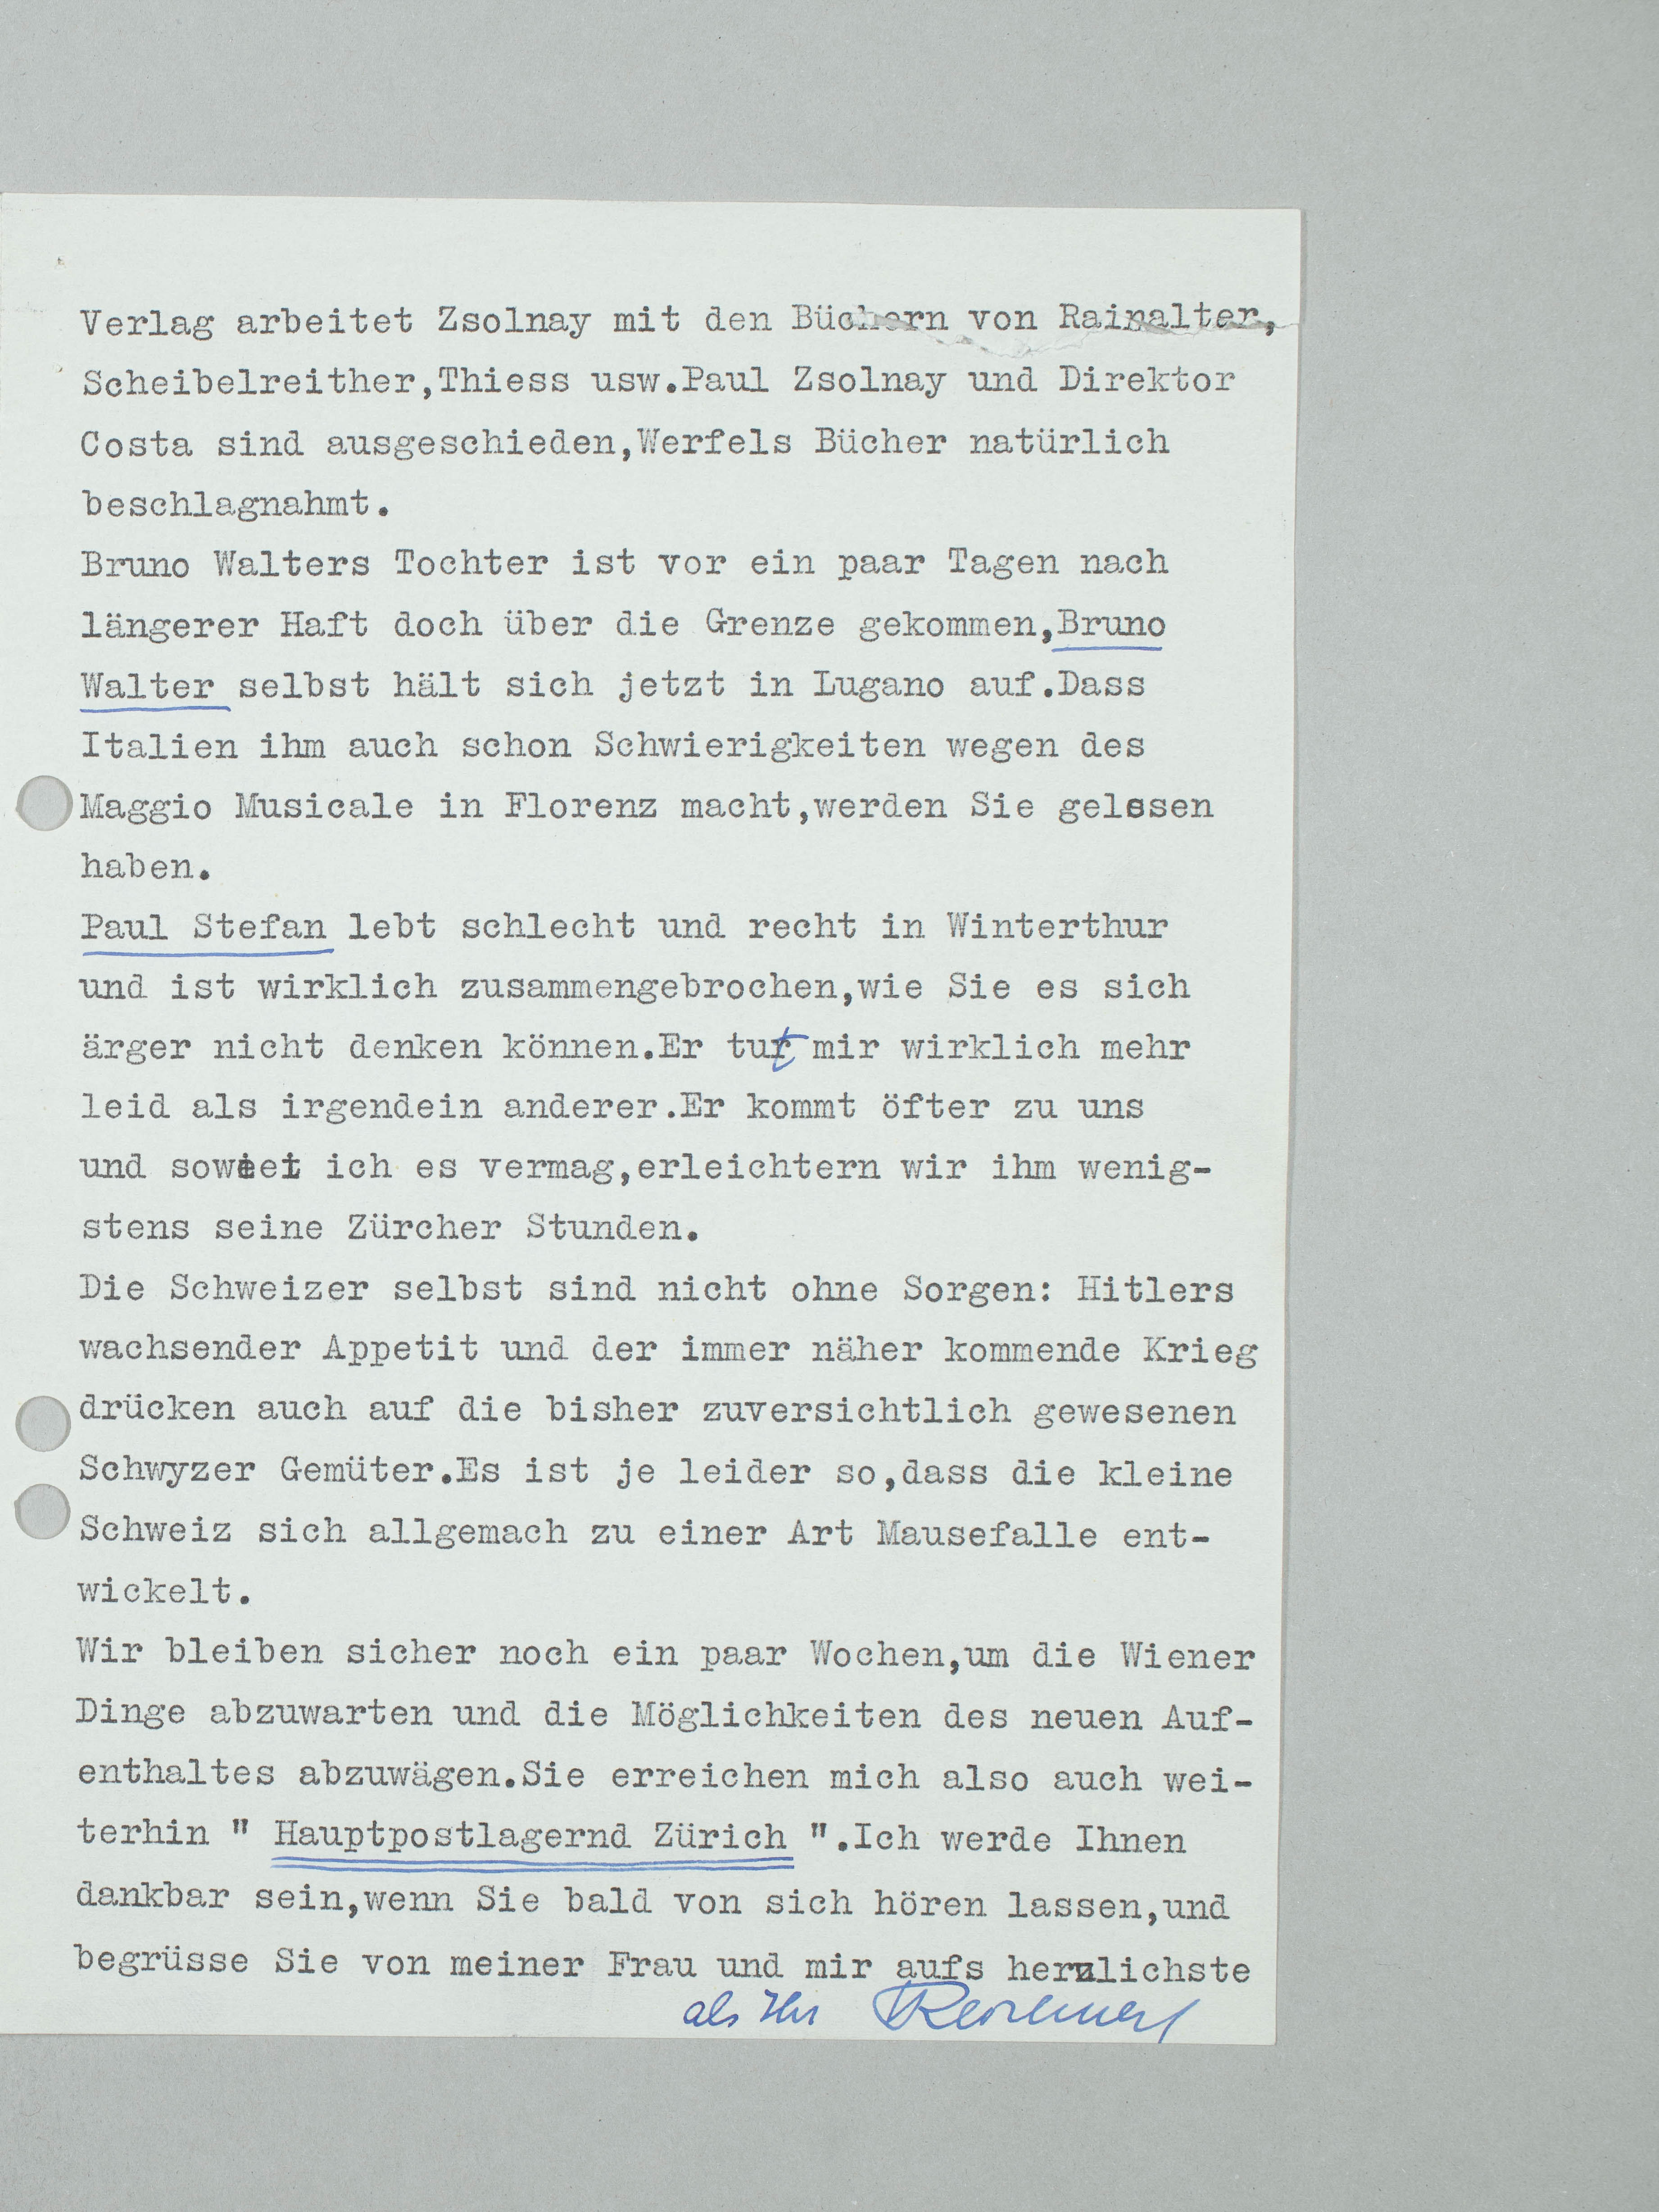 Verlag arbeitet Zsolnay mit den Büchern von Rainalter,
Scheibelreither,Thiess usw.Paul Zsolnay und Direktor
Costa sind ausgeschieden,Werfels Bücher natürlich
beschlagnahmt.
Bruno Walters Tochter ist vor ein paar Tagen nach
längerer Haft doch über die Grenze gekommen,Bruno
Walter selbst hält sich jetzt in Lugano auf.Dass
Italien ihm auch schon Schwierigkeiten wegen des
Maggio Musicale in Florenz macht,werden Sie gelesen
haben.
Paul Stefan lebt schlecht und recht in Winterthur
und ist wirklich zusammengebrochen,wie Sie es sich
ärger nicht denken können.Er tut mir wirklich mehr
leid als irgendein anderer.Er kommt öfter zu uns
und soweit ich es vermag,erleichtern wir ihm wenig-
stens seine Zürcher Stunden.
Die Schweizer selbst sind nicht ohne Sorgen: Hitlers
wachsender Appetit und der immer näher kommende Krieg
drücken auch auf die bisher zuversichtlich gewesenen
Schwyzer Gemüter.Es ist je leider so,dass die kleine
Schweiz sich allgemach zu einer Art Mausefalle ent-
wickelt.
Wir bleiben sicher noch ein paar Wochen,um die Wiener
Dinge abzuwarten und die Möglichkeiten des neuen Auf-
enthaltes abzuwägen.Sie erreichen mich also auch wei-
terhin " Hauptpostlagernd Zürich ".Ich werde Ihnen
dankbar sein,wenn Sie bald von sich hören lassen,und
begrüsse Sie von meiner Frau und mir aufs herzlichste
als Ihr